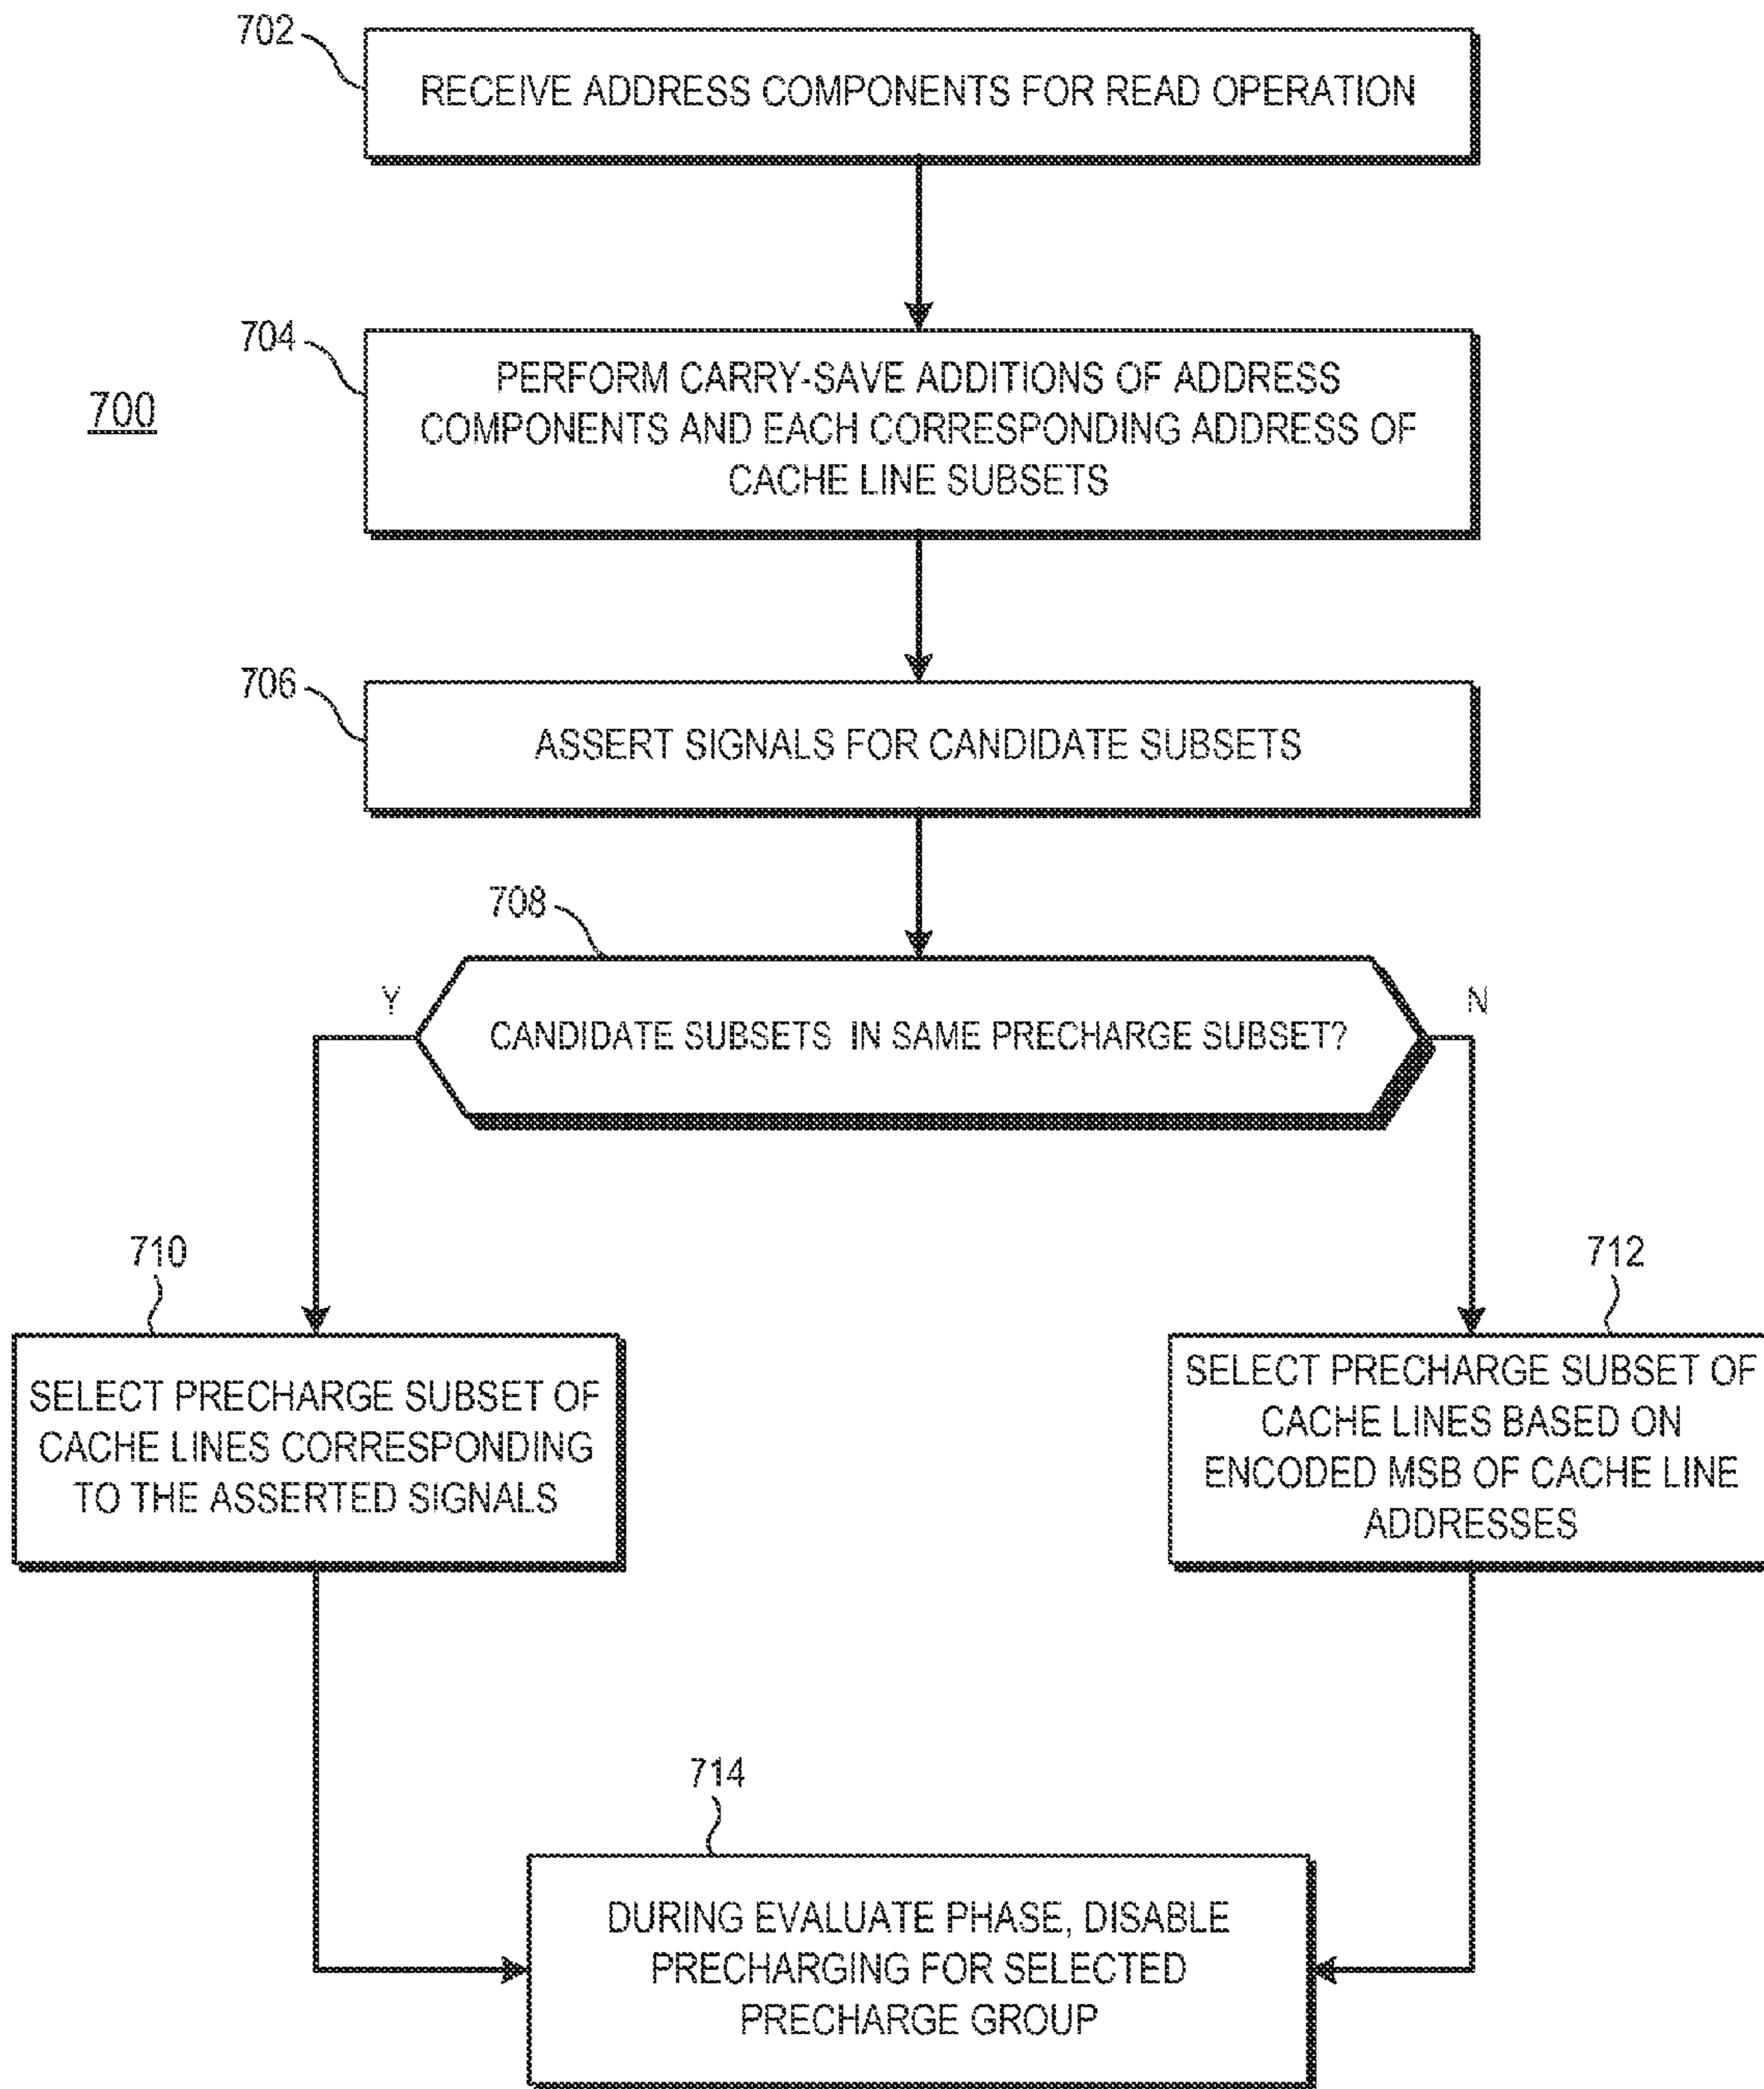 702
RECEIVE ADDRESS COMPONENTS FOR READ OPERATION
704
700
PERFORM CARRY-SAVE ADDITIONS OF ADDRESS
COMPONENTS AND EACH CORRESPONDING ADDRESS OF
CACHE LINE SUBSETS
706
ASSERT SIGNALS FOR CANDIDATE SUBSETS
708
Y
N
CANDIDATE SUBSETS IN SAME PRECHARGE SUBSET?
710
712
SELECT PRECHARGE SUBSET OF
CACHE LINES CORRESPONDING
TO THE ASSERTED SIGNALS
SELECT PRECHARGE SUBSET OF
CACHE LINES BASED ON
ENCODED MSB OF CACHE LINE
ADDRESSES
714
DURING EVALUATE PHASE, DISABLE
PRECHARGING FOR SELECTED
PRECHARGE GROUP